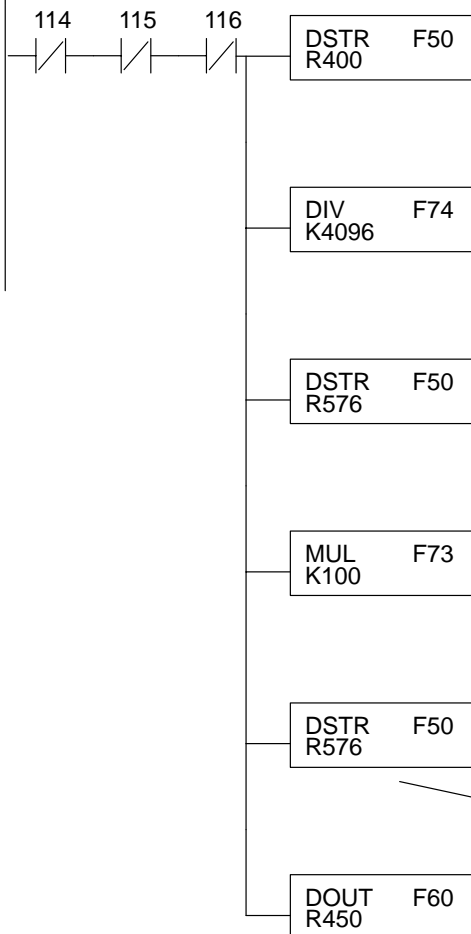 114 115 116
DSTR F50
R400
DIV F74
K4096
DSTR F50
R576
MUL F73
K100
DSTR F50
R576
DOUT F60
R450